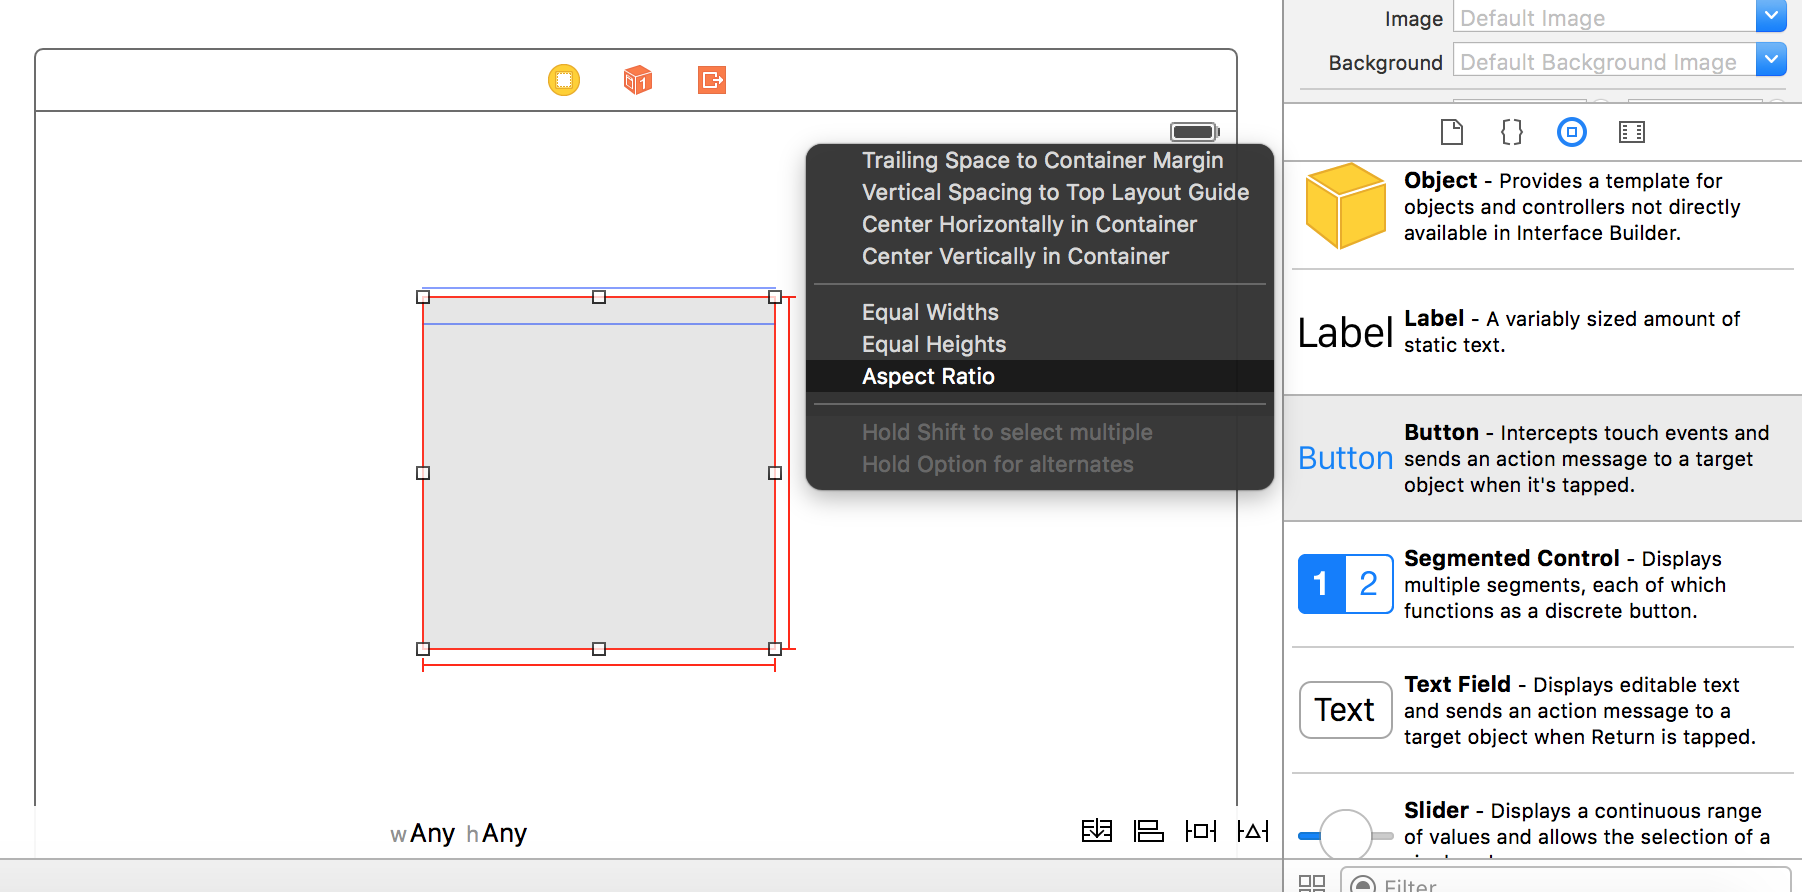 Image Default Image
Background Default Background Image
1
Trailing Space to Container Margin
Vertical Spacing to Top Layout Guide
Center Horizontally in Container
Center Vertically in Container
Equal Widths
Equal Heights
Aspect Ratio
Hold Shift to select multiple
Hold Option for alternates
wAny hAny
{}
Object - Provides a template for
objects and controllers not directly
available in Interface Builder.
Label
Label - A variably sized amount of
static text.
Button
Button - Intercepts touch events and
sends an action message to a target
object when it's tapped.
1 2
Segmented Control - Displays
multiple segments, each of which
functions as a discrete button.
Text
Text Field - Displays editable text
and sends an action message to a
target object when Return is tapped.
Slider - Displays a continuous range
of values and allows the selection of a
Filter